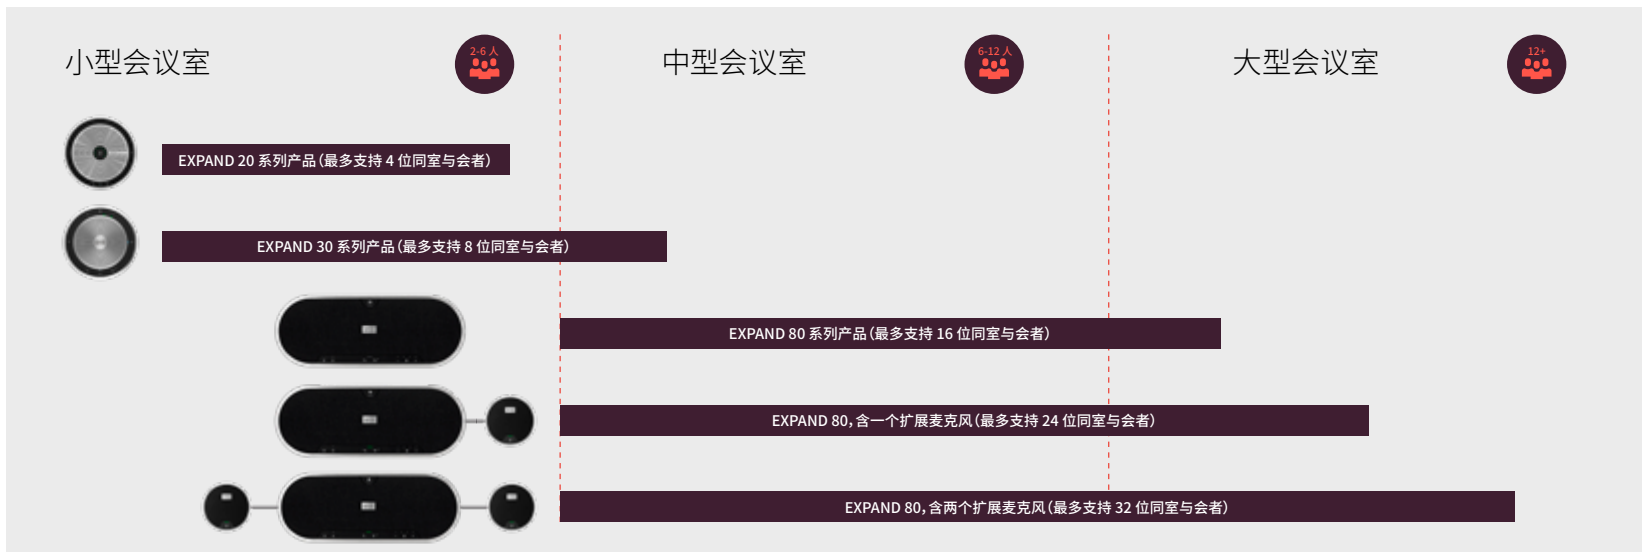 小型会议室
2-6 人
中型会议室
6-12 人
大型会议室
12+
EXPAND 20 系列产品（最多支持 4 位同室与会者）
EXPAND 30 系列产品（最多支持 8 位同室与会者）
EXPAND 80 系列产品（最多支持 16 位同室与会者）
EXPAND 80，含一个扩展麦克风（最多支持 24 位同室与会者）
EXPAND 80，含两个扩展麦克风（最多支持 32 位同室与会者）